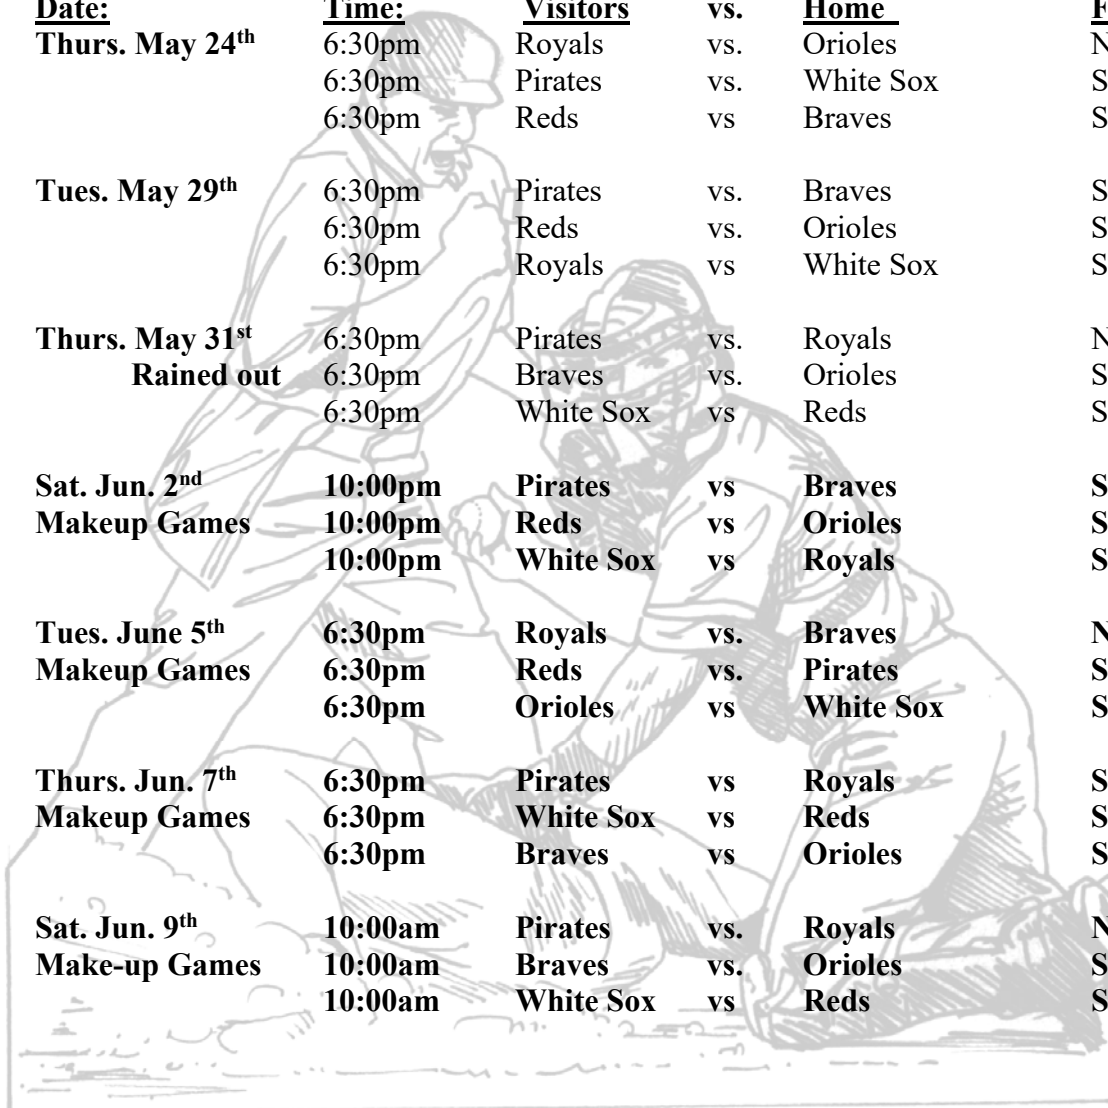 Date: Time: Visitors vs. Home F
Thurs. May 24th 6:30pm Royals vs. Orioles N
6:30pm Pirates vs. White Sox S
6:30pm Reds vs Braves S
Tues. May 29th 6:30pm Pirates vs. Braves S
6:30pm Reds vs. Orioles S
6:30pm Royals vs White Sox S
Thurs. May 31st 6:30pm Pirates vs. Royals N
Rained out 6:30pm Braves vs. Orioles S
6:30pm White Sox vs Reds S
Sat. Jun. 2nd 10:00pm Pirates vs Braves S
Makeup Games 10:00pm Reds vs Orioles S
10:00pm White Sox vs Royals S
Tues. June 5th 6:30pm Royals vs. Braves N
Makeup Games 6:30pm Reds vs. Pirates S
6:30pm Orioles vs White Sox S
Thurs. Jun. 7th 6:30pm Pirates vs Royals S
Makeup Games 6:30pm White Sox vs Reds S
6:30pm Braves vs Orioles S
Sat. Jun. 9th 10:00am Pirates vs. Royals N
Make-up Games 10:00am Braves vs. Orioles S
10:00am White Sox vs Reds S